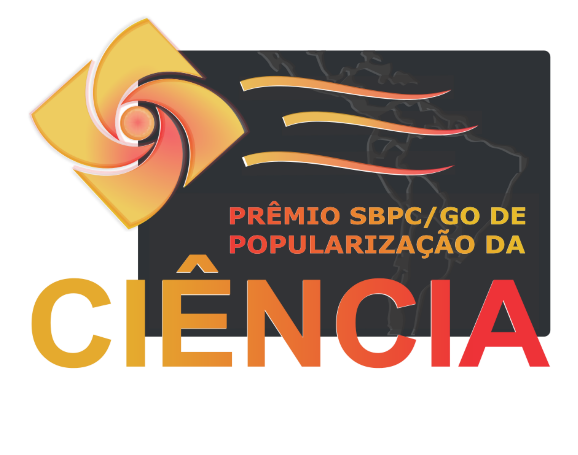 PRÊMIO SBPC/GO DE
POPULARIZAÇÃO DA
CIÊNCIA